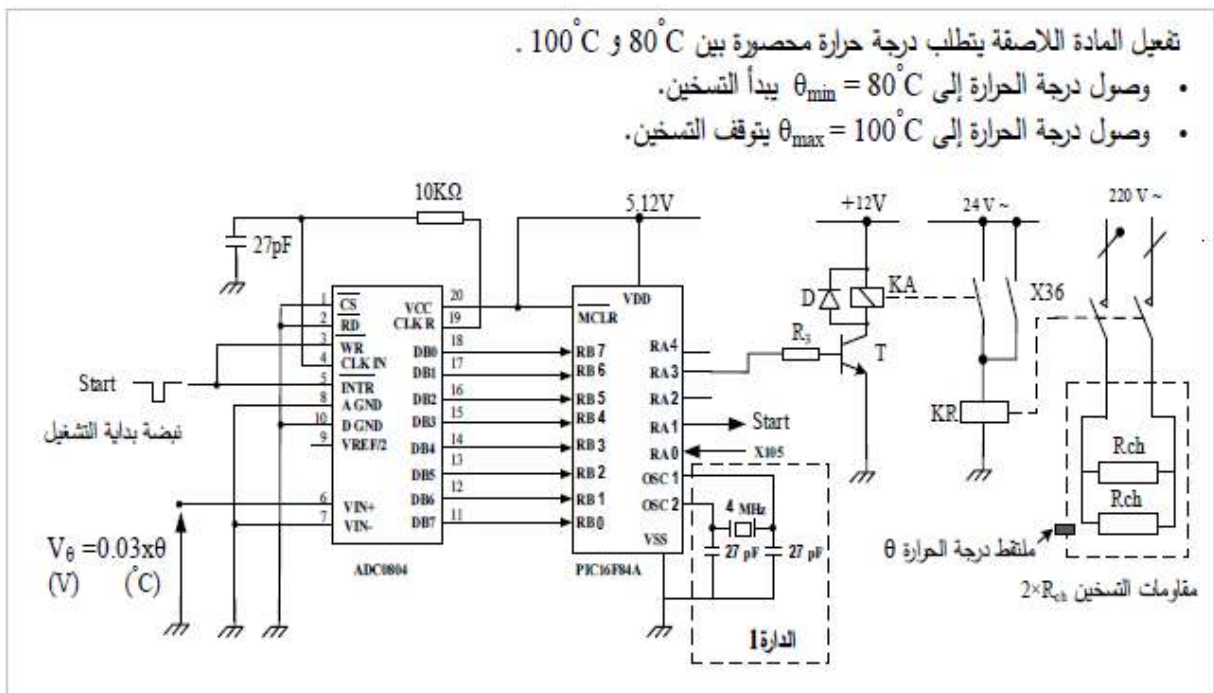 تفعيل المادة اللاصقة يتطلب درجة حرارة محصورة بين 80°C و 100°C .
• وصول درجة الحرارة إلى θmin = 80°C يبدأ التسخين.
• وصول درجة الحرارة إلى θmax = 100°C يتوقف التسخين.
10KΩ
5.12V
+12V
24 V ~
220 V ~
27pF
1
CS
2
RD
3
WR
4
CLK IN
5
INTR
8
A GND
10
D GND
9
VREF/2
6
VIN+
7
VIN-
VCC
20
CLK R
19
DB0
18
DB1
17
DB2
16
DB3
15
DB4
14
DB5
13
DB6
12
DB7
11
ADC0804
Start
نبضة بداية التشغيل
Vθ =0.03xθ
(V) (°C)
VDD
MCLR
RB7
RB6
RB5
RB4
RB3
RB2
RB1
RB0
RA4
RA3
RA2
RA1
RA0
OSC 1
OSC 2
VSS
PIC16F84A
Start
X105
4 MHz
27 pF
27 pF
الدارة1
R3
D
KA
T
X36
KR
Rch
Rch
ملتقط درجة الحرارة θ
مقاومات التسخين 2×Rch